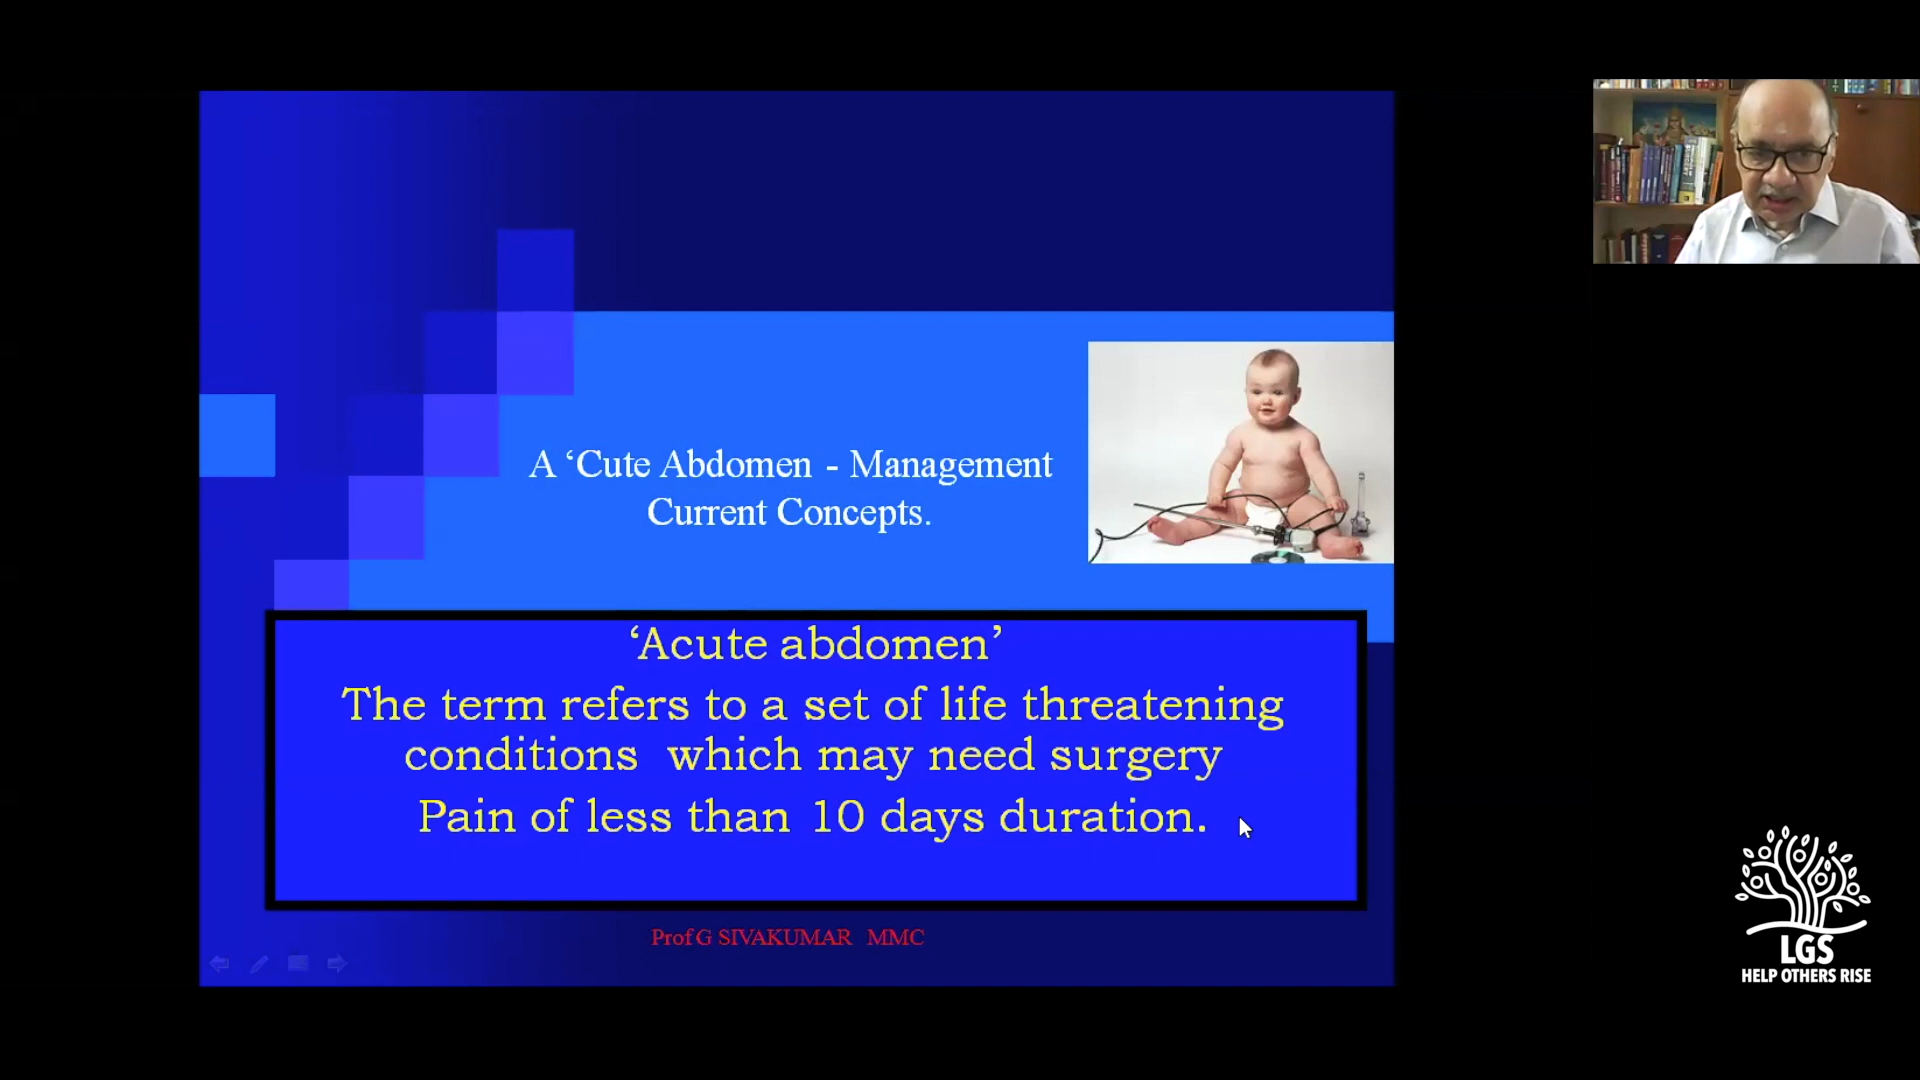 A ‘Cute Abdomen - Management
Current Concepts.
‘Acute abdomen’
The term refers to a set of life threatening
conditions which may need surgery
Pain of less than 10 days duration.
Prof G SIVAKUMAR MMC
LGS
HELP OTHERS RISE